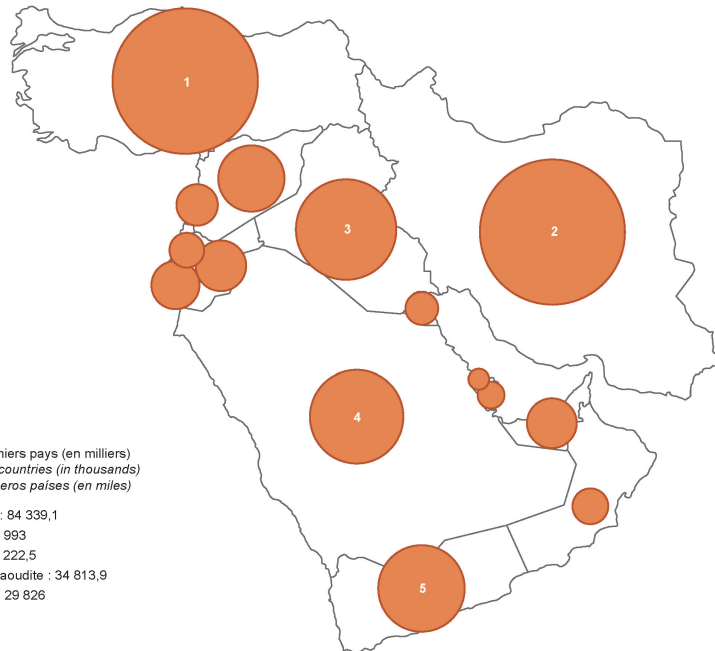 1
2
3
4
5
niers pays (en milliers)
countries (in thousands)
eros países (en miles)
: 84 339,1
993
222,5
aoudite : 34 813,9
29 826